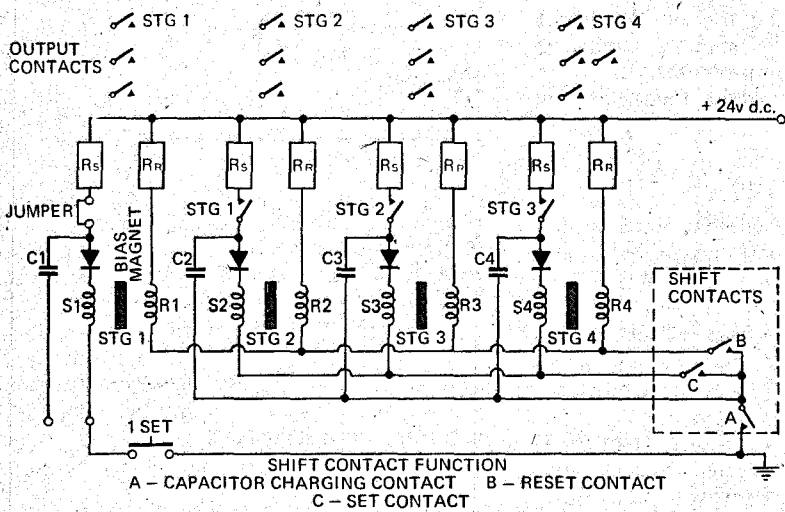 STG 1 STG 2 STG 3 STG 4
OUTPUT
CONTACTS
+ 24v d.c.
RS RR RS RR RS RR RS RR
JUMPER STG 1 STG 2 STG 3
C1 BIAS MAGNET C2 C3 C4
SHIFT
CONTACTS
S1 R1 S2 R2 S3 R3 S4 R4
STG 1 STG 2 STG 3 STG 4
B
C
A
1 SET
SHIFT CONTACT FUNCTION
A – CAPACITOR CHARGING CONTACT B – RESET CONTACT
C – SET CONTACT